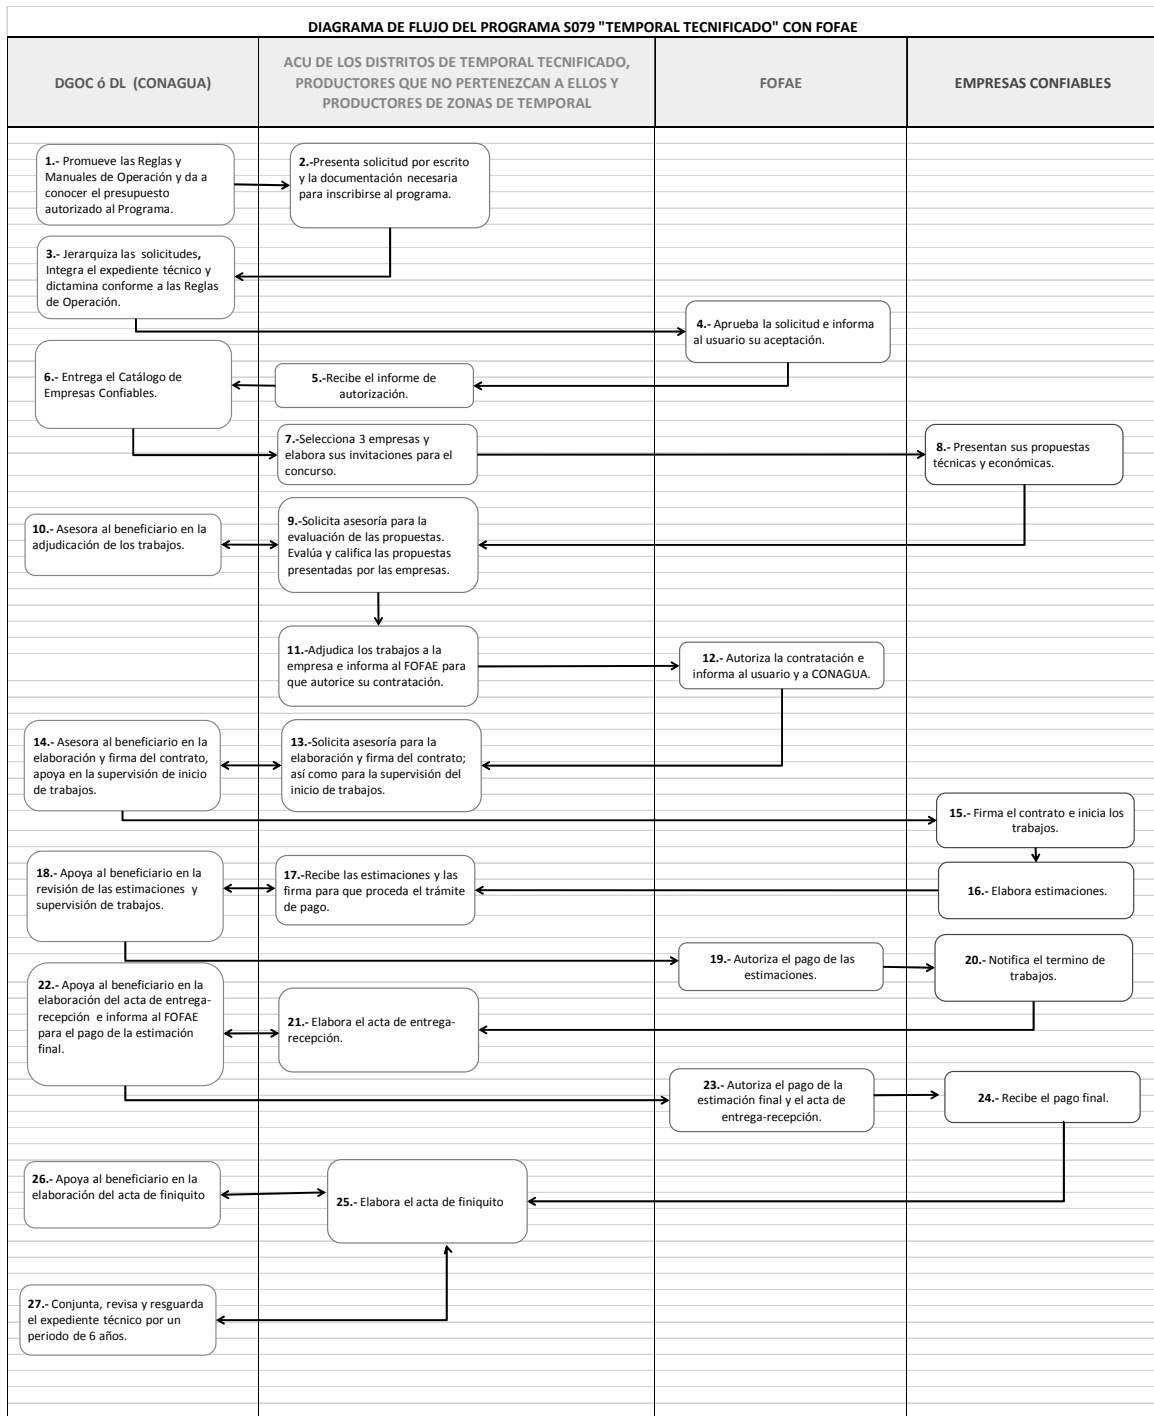 DIAGRAMA DE FLUJO DEL PROGRAMA S079 "TEMPORAL TECNIFICADO" CON FOFAE
DGOC ó DL (CONAGUA)
ACU DE LOS DISTRITOS DE TEMPORAL TECNIFICADO,
PRODUCTORES QUE NO PERTENEZCAN A ELLOS Y
PRODUCTORES DE ZONAS DE TEMPORAL
FOFAE
EMPRESAS CONFIABLES
1.- Promueve las Reglas y
Manuales de Operación y da a
conocer el presupuesto
autorizado al Programa.
2.-Presenta solicitud por escrito
y la documentación necesaria
para inscribirse al programa.
3.- Jerarquiza las solicitudes,
Integra el expediente técnico y
dictamina conforme a las Reglas
de Operación.
4.- Aprueba la solicitud e informa
al usuario su aceptación.
5.-Recibe el informe de
autorización.
6.- Entrega el Catálogo de
Empresas Confiables.
7.-Selecciona 3 empresas y
elabora sus invitaciones para el
concurso.
8.- Presentan sus propuestas
técnicas y económicas.
9.-Solicita asesoría para la
evaluación de las propuestas.
Evalúa y califica las propuestas
presentadas por las empresas.
10.- Asesora al beneficiario en la
adjudicación de los trabajos.
11.-Adjudica los trabajos a la
empresa e informa al FOFAE para
que autorice su contratación.
12.- Autoriza la contratación e
informa al usuario y a CONAGUA.
13.-Solicita asesoría para la
elaboración y firma del contrato;
así como para la supervisión del
inicio de trabajos.
14.- Asesora al beneficiario en la
elaboración y firma del contrato,
apoya en la supervisión de inicio
de trabajos.
15.- Firma el contrato e inicia los
trabajos.
16.- Elabora estimaciones.
17.-Recibe las estimaciones y las
firma para que proceda el trámite
de pago.
18.- Apoya al beneficiario en la
revisión de las estimaciones y
supervisión de trabajos.
19.- Autoriza el pago de las
estimaciones.
20.- Notifica el termino de
trabajos.
21.- Elabora el acta de entrega-
recepción.
22.- Apoya al beneficiario en la
elaboración del acta de entrega-
recepción e informa al FOFAE
para el pago de la estimación
final.
23.- Autoriza el pago de la
estimación final y el acta de
entrega-recepción.
24.- Recibe el pago final.
25.- Elabora el acta de finiquito
26.- Apoya al beneficiario en la
elaboración del acta de finiquito
27.- Conjunta, revisa y resguarda
el expediente técnico por un
periodo de 6 años.